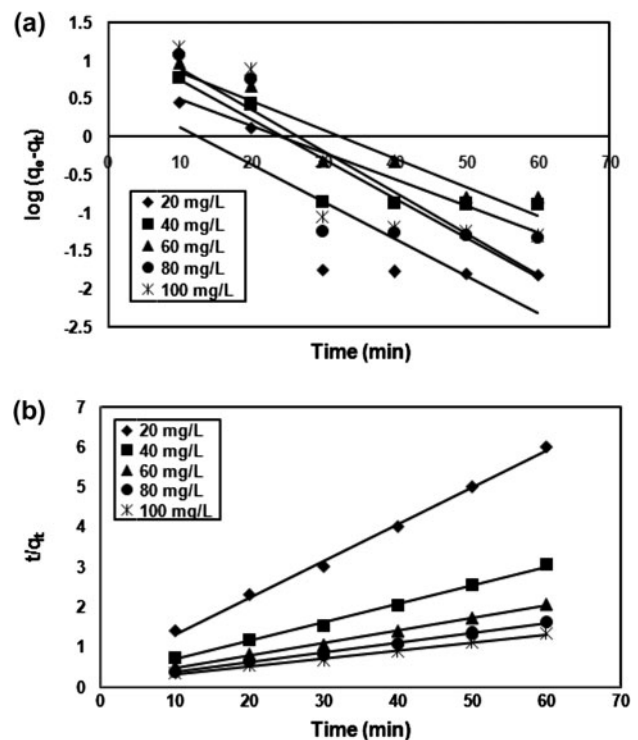 (a)
1.5
1
0.5
0
-0.5
-1
-1.5
-2
-2.5
log (qe-qt)
0 10 20 30 40 50 60 70
20 mg/L
40 mg/L
60 mg/L
80 mg/L
100 mg/L
Time (min)
(b)
7
6
5
4
3
2
1
0
t/qt
20 mg/L
40 mg/L
60 mg/L
80 mg/L
100 mg/L
0 10 20 30 40 50 60 70
Time (min)